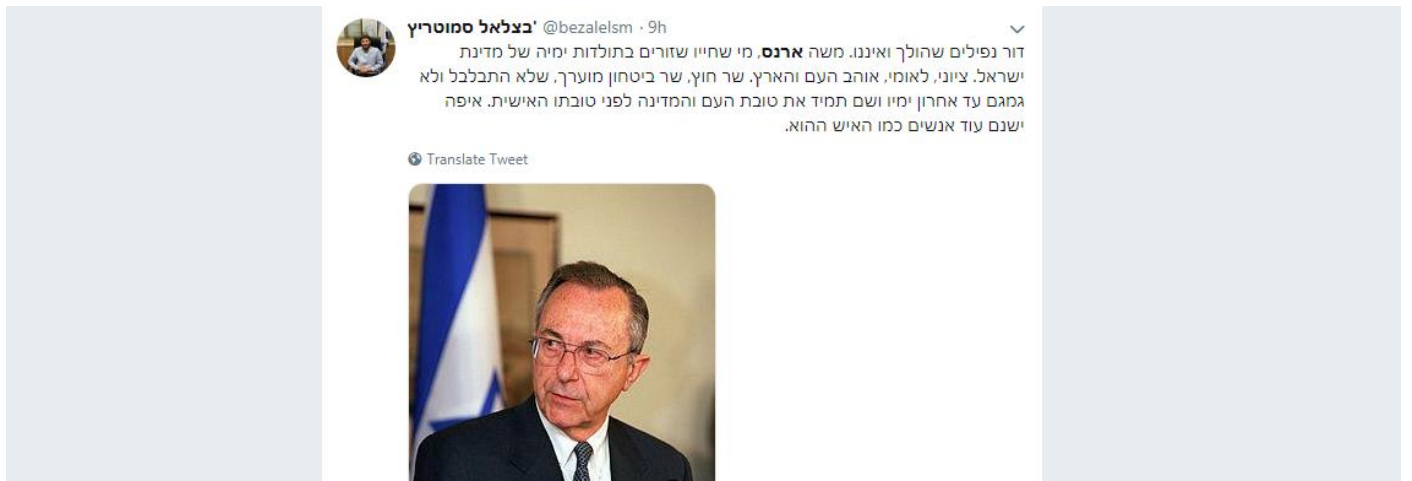 בצלאל סמוטריץ' @bezalelsm · 9h
דור נפילים שהולך ואיננו. משה ארנס, מי שחייו שזורים בתולדות ימיה של מדינת
ישראל. ציוני, לאומי, אוהב העם והארץ. שר חוץ, שר ביטחון מוערך, שלא התבלבל ולא
גמגם עד אחרון ימיו ושם תמיד את טובת העם והמדינה לפני טובתו האישית. איפה
ישנם עוד אנשים כמו האיש ההוא.
Translate Tweet